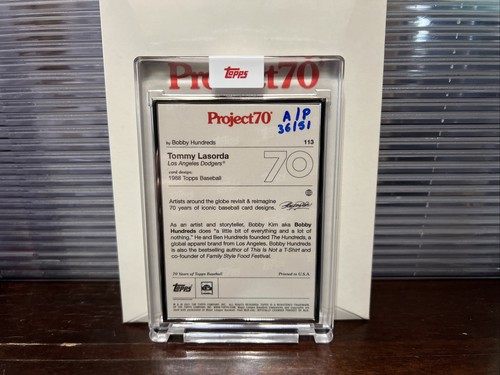 Topps
Project70
Project70®
A/P
36/51
by Bobby Hundreds 113
Tommy Lasorda
Los Angeles Dodgers®
card design:
1988 Topps Baseball
70
Artists around the globe revisit & reimagine
70 years of iconic baseball card designs.
As an artist and storyteller, Bobby Kim aka Bobby
Hundreds does "a little bit of everything and a lot of
nothing." He and Ben Hundreds founded The Hundreds, a
global apparel brand from Los Angeles. Bobby Hundreds is
also the bestselling author of This Is Not a T-Shirt and
co-founder of Family Style Food Festival.
70 Years of Topps Baseball Printed in U.S.A.
Topps